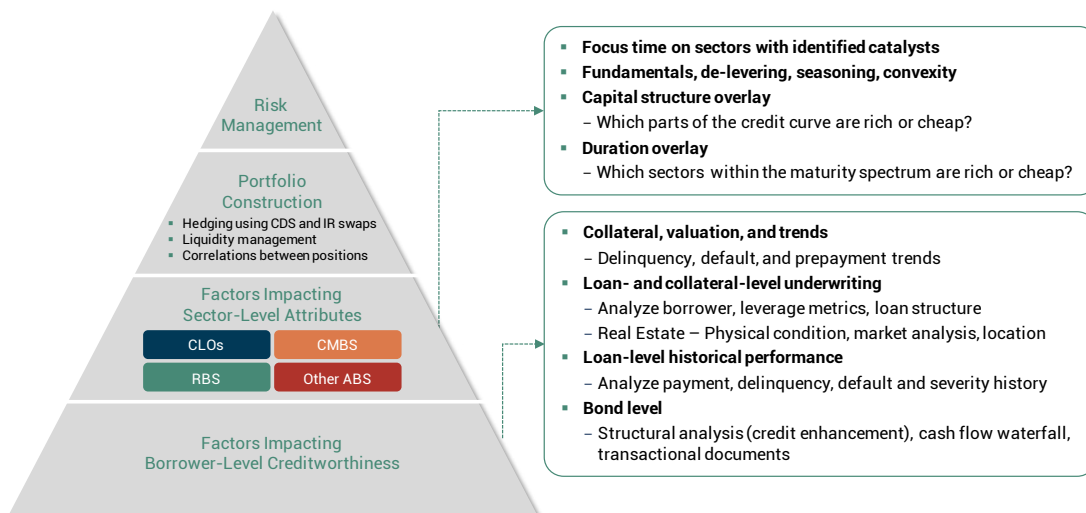 Risk
Management
Portfolio
Construction
▪ Hedging using CDS and IR swaps
▪ Liquidity management
▪ Correlations between positions
Factors Impacting
Sector-Level Attributes
CLOs
CMBS
RBS
Other ABS
Factors Impacting
Borrower-Level Creditworthiness
▪ Focus time on sectors with identified catalysts
▪ Fundamentals, de-levering, seasoning, convexity
▪ Capital structure overlay
– Which parts of the credit curve are rich or cheap?
▪ Duration overlay
– Which sectors within the maturity spectrum are rich or cheap?
▪ Collateral, valuation, and trends
– Delinquency, default, and prepayment trends
▪ Loan- and collateral-level underwriting
– Analyze borrower, leverage metrics, loan structure
– Real Estate – Physical condition, market analysis, location
▪ Loan-level historical performance
– Analyze payment, delinquency, default and severity history
▪ Bond level
– Structural analysis (credit enhancement), cash flow waterfall,
transactional documents